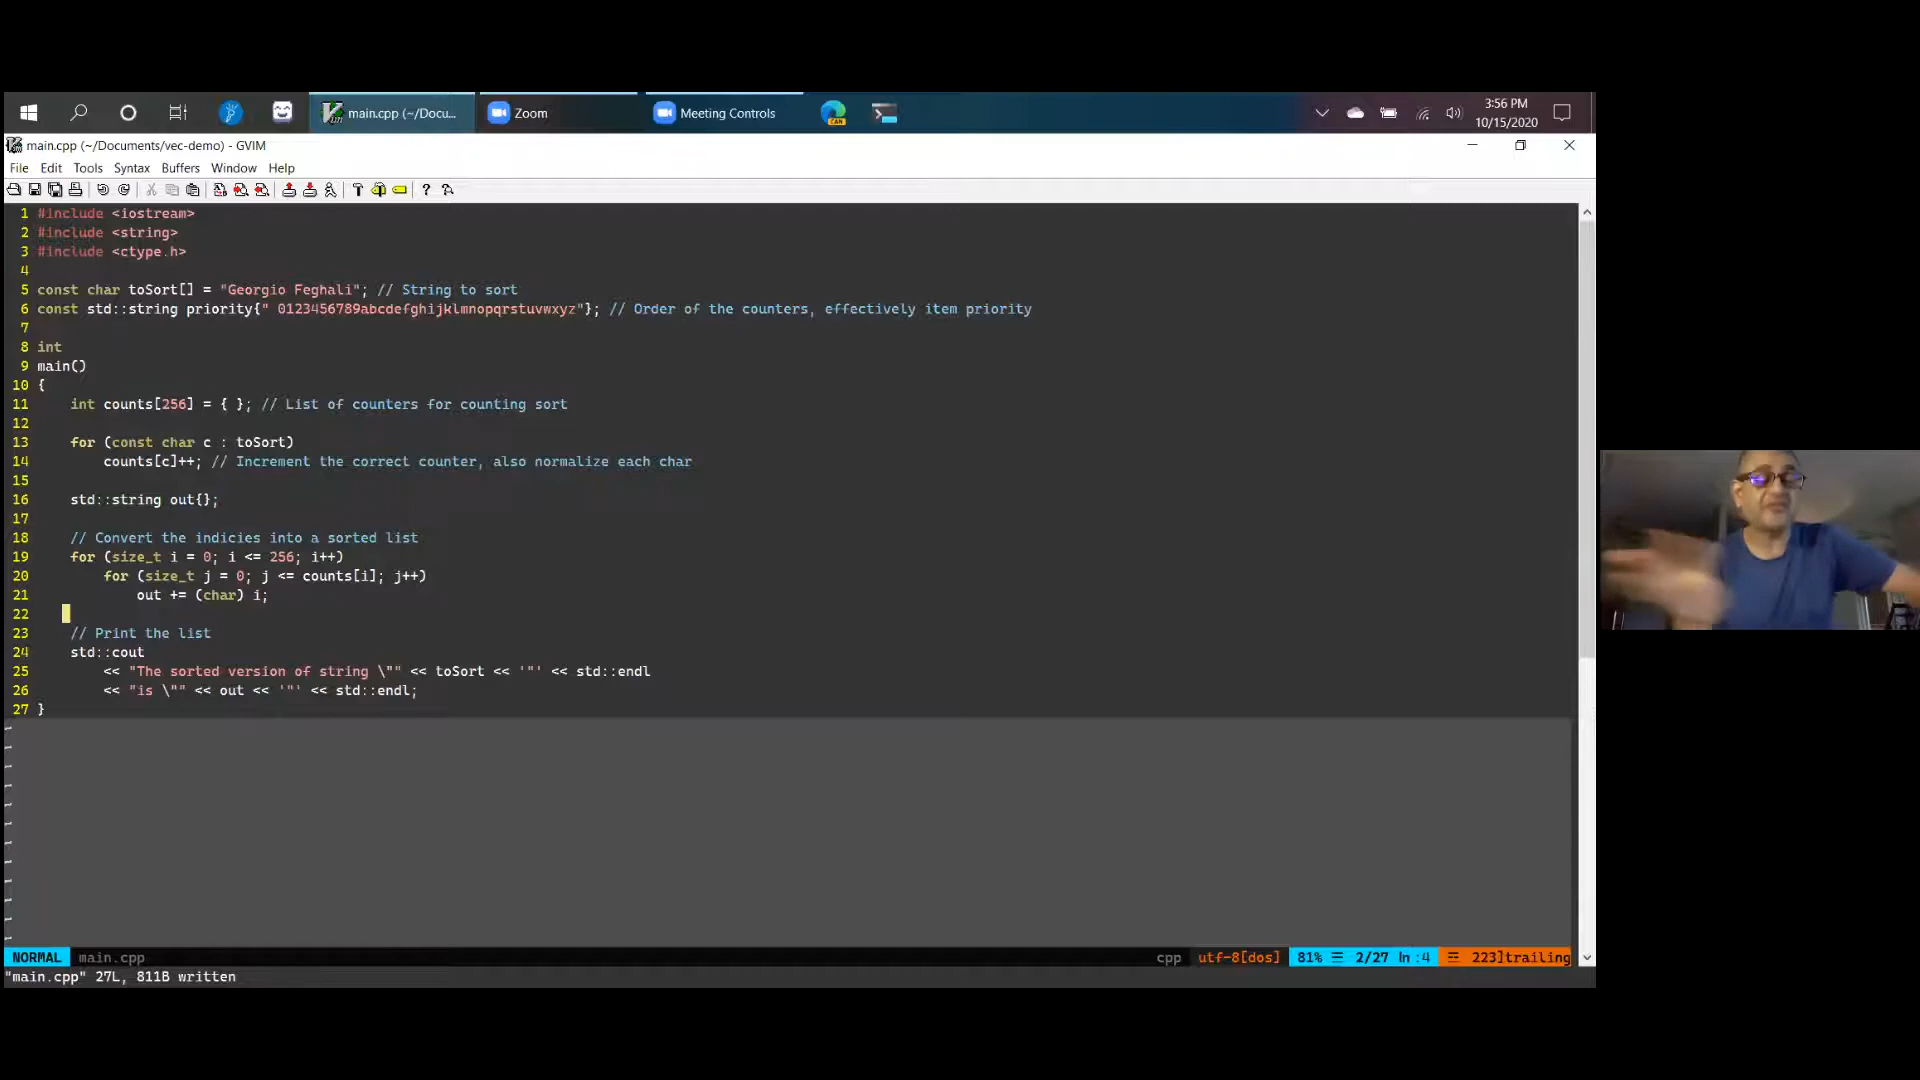 main.cpp (~/Docu...
Zoom
Meeting Controls
CAN
3:56 PM
10/15/2020
main.cpp (~/Documents/vec-demo) - GVIM
File Edit Tools Syntax Buffers Window Help
1 #include <iostream>
2 #include <string>
3 #include <ctype.h>
4
5 const char toSort[] = "Georgio Feghali"; // String to sort
6 const std::string priority{" 0123456789abcdefghijklmnopqrstuvwxyz"}; // Order of the counters, effectively item priority
7
8 int
9 main()
10 {
11     int counts[256] = { }; // List of counters for counting sort
12
13     for (const char c : toSort)
14         counts[c]++; // Increment the correct counter, also normalize each char
15
16     std::string out{};
17
18     // Convert the indicies into a sorted list
19     for (size_t i = 0; i <= 256; i++)
20         for (size_t j = 0; j <= counts[i]; j++)
21             out += (char) i;
22
23     // Print the list
24     std::cout
25         << "The sorted version of string \"" << toSort << '"' << std::endl
26         << "is \"" << out << '"' << std::endl;
27 }
NORMAL main.cpp cpp utf-8[dos] 81% ☰ 2/27 ln :4 ☲ 223]trailing
"main.cpp" 27L, 811B written